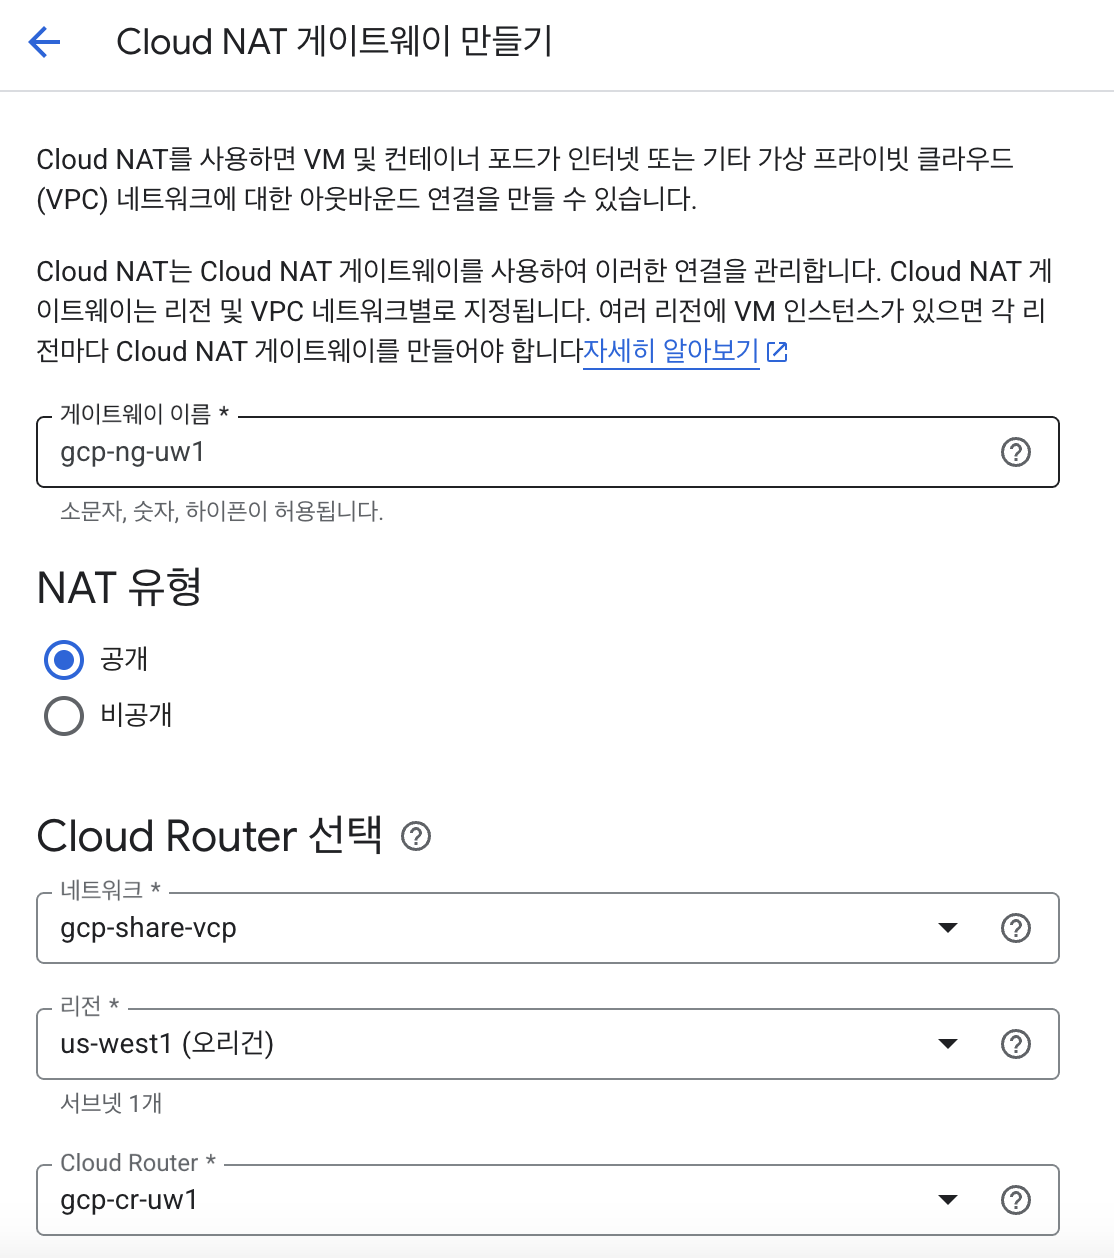 Cloud NAT 게이트웨이 만들기
Cloud NAT를 사용하면 VM 및 컨테이너 포드가 인터넷 또는 기타 가상 프라이빗 클라우드
(VPC) 네트워크에 대한 아웃바운드 연결을 만들 수 있습니다.
Cloud NAT는 Cloud NAT 게이트웨이를 사용하여 이러한 연결을 관리합니다. Cloud NAT 게
이트웨이는 리전 및 VPC 네트워크별로 지정됩니다. 여러 리전에 VM 인스턴스가 있으면 각 리
전마다 Cloud NAT 게이트웨이를 만들어야 합니다자세히 알아보기
게이트웨이 이름 *
gcp-ng-uw1
소문자, 숫자, 하이픈이 허용됩니다.
NAT 유형
공개
비공개
Cloud Router 선택
네트워크 *
gcp-share-vcp
리전 *
us-west1 (오리건)
서브넷 1개
Cloud Router *
gcp-cr-uw1